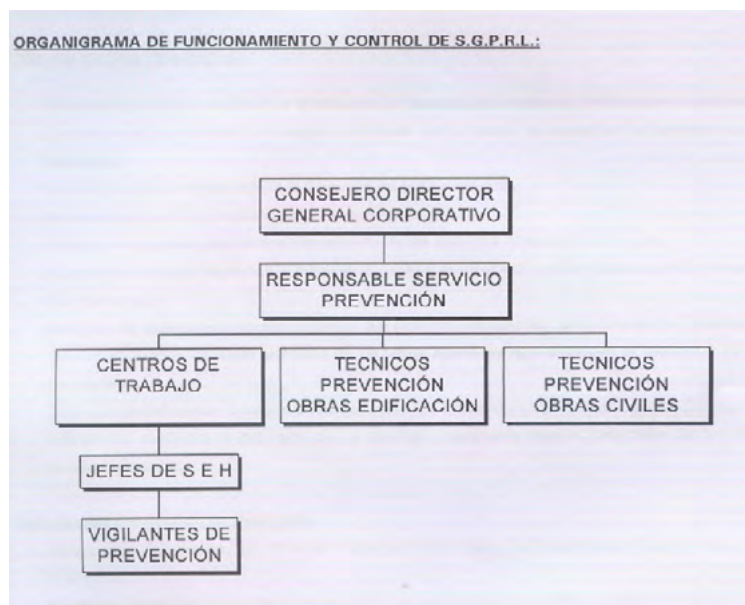 ORGANIGRAMA DE FUNCIONAMIENTO Y CONTROL DE S.G.P.R.L.:
CONSEJERO DIRECTOR
GENERAL CORPORATIVO
RESPONSABLE SERVICIO
PREVENCIÓN
CENTROS DE
TRABAJO
TECNICOS
PREVENCIÓN
OBRAS EDIFICACIÓN
TECNICOS
PREVENCIÓN
OBRAS CIVILES
JEFES DE S E H
VIGILANTES DE
PREVENCIÓN